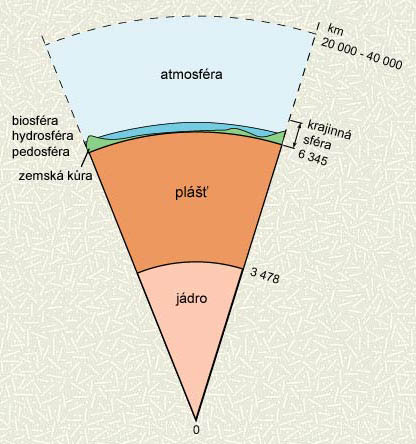 km
20 000 - 40 000
atmosféra
biosféra
hydrosféra
pedosféra
krajinná
sféra
6 345
zemská kůra
plášť
3 478
jádro
0